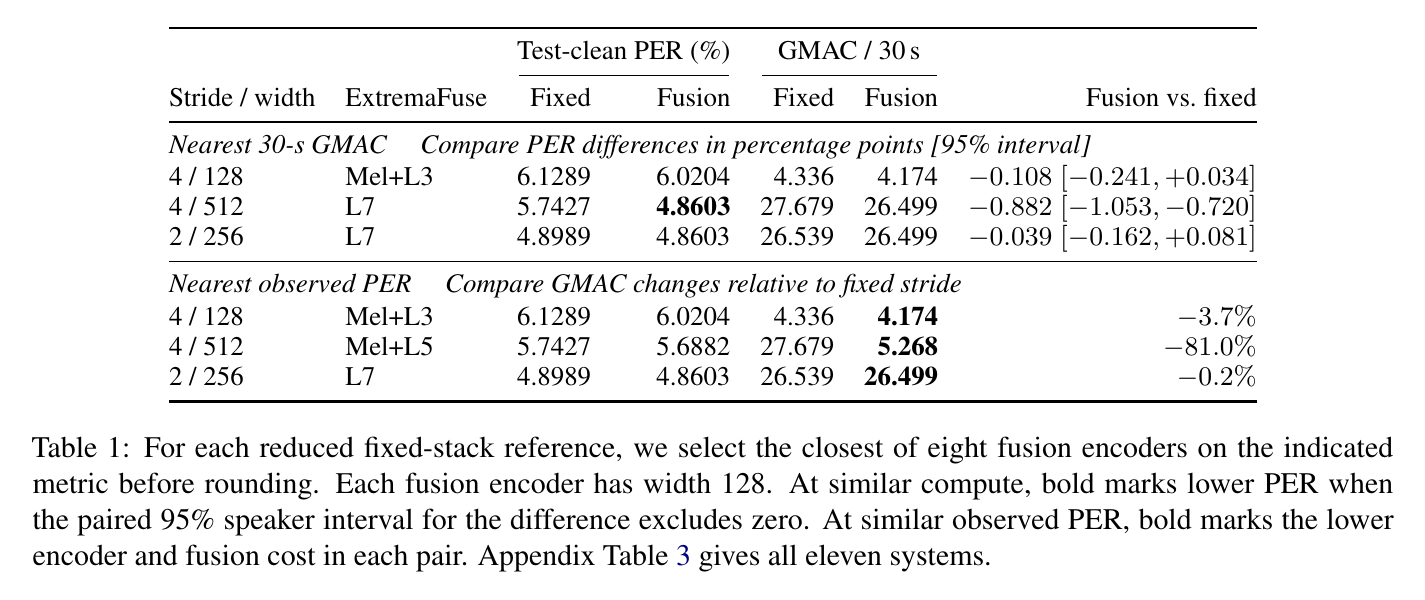 Test-clean PER (%) GMAC / 30 s
Stride / width ExtremaFuse Fixed Fusion Fixed Fusion Fusion vs. fixed
Nearest 30-s GMAC Compare PER differences in percentage points [95% interval]
4 / 128 Mel+L3 6.1289 6.0204 4.336 4.174 −0.108 [−0.241, +0.034]
4 / 512 L7 5.7427 4.8603 27.679 26.499 −0.882 [−1.053, −0.720]
2 / 256 L7 4.8989 4.8603 26.539 26.499 −0.039 [−0.162, +0.081]
Nearest observed PER Compare GMAC changes relative to fixed stride
4 / 128 Mel+L3 6.1289 6.0204 4.336 4.174 −3.7%
4 / 512 Mel+L5 5.7427 5.6882 27.679 5.268 −81.0%
2 / 256 L7 4.8989 4.8603 26.539 26.499 −0.2%
Table 1: For each reduced fixed-stack reference, we select the closest of eight fusion encoders on the indicated
metric before rounding. Each fusion encoder has width 128. At similar compute, bold marks lower PER when
the paired 95% speaker interval for the difference excludes zero. At similar observed PER, bold marks the lower
encoder and fusion cost in each pair. Appendix Table 3 gives all eleven systems.